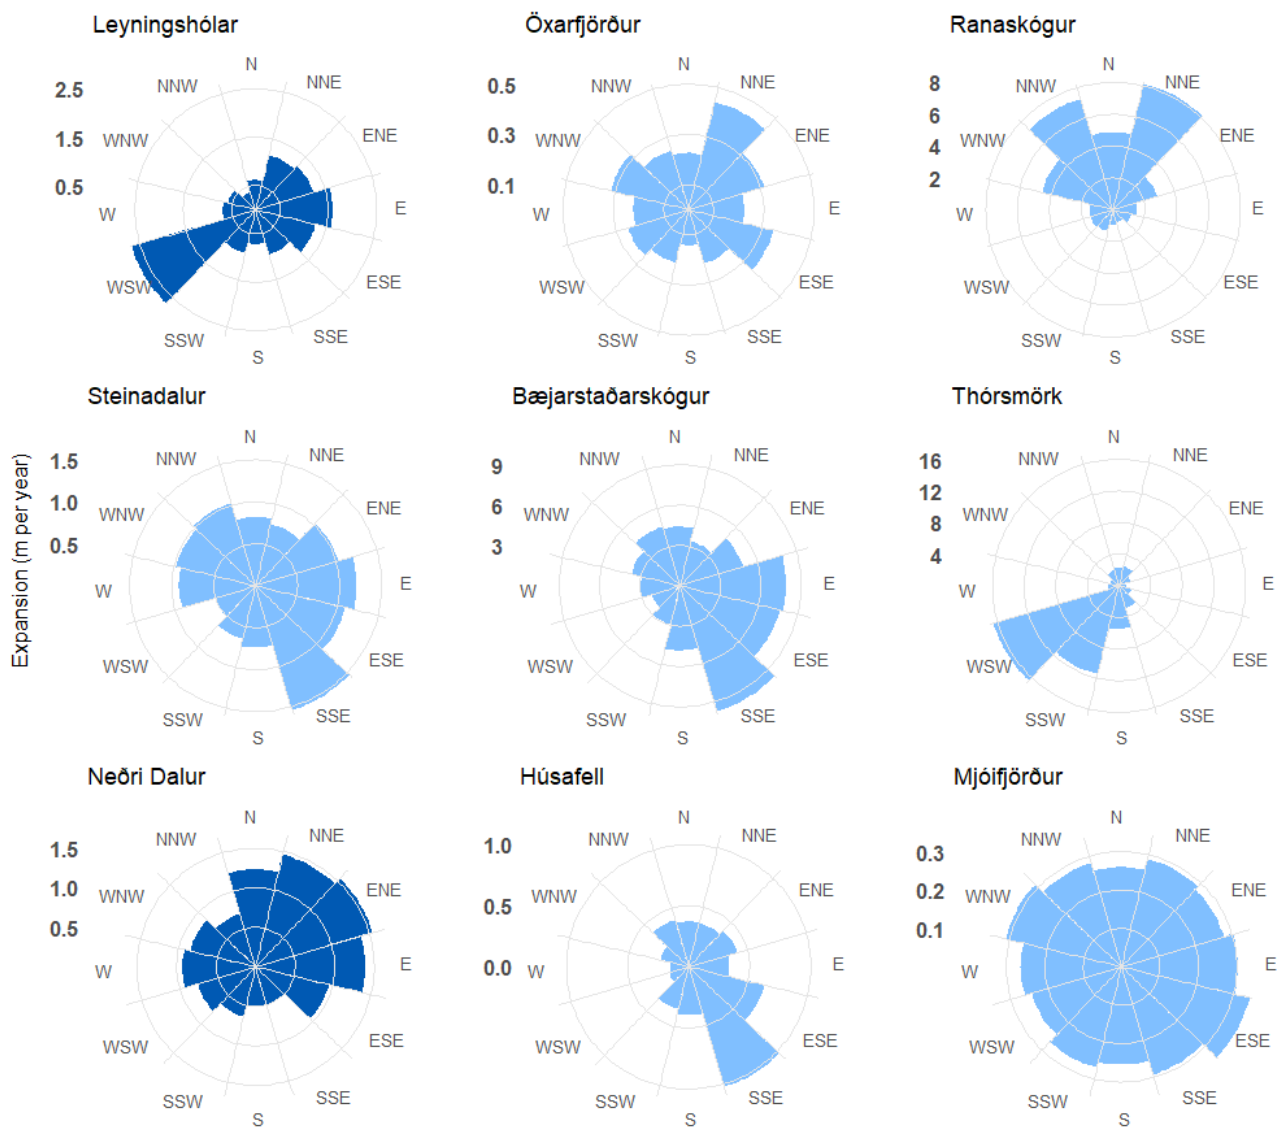 Leyningshólar
Öxarfjörður
Ranaskógur
N
NNE
ENE
E
ESE
SSE
S
SSW
WSW
W
WNW
NNW
2.5
1.5
0.5
N
NNE
ENE
E
ESE
SSE
S
SSW
WSW
W
WNW
NNW
0.5
0.3
0.1
N
NNE
ENE
E
ESE
SSE
S
SSW
WSW
W
WNW
NNW
8
6
4
2
Expansion (m per year)
Steinadalur
Bæjarstaðarskógur
Thórsmörk
N
NNE
ENE
E
ESE
SSE
S
SSW
WSW
W
WNW
NNW
1.5
1.0
0.5
N
NNE
ENE
E
ESE
SSE
S
SSW
WSW
W
WNW
NNW
9
6
3
N
NNE
ENE
E
ESE
SSE
S
SSW
WSW
W
WNW
NNW
16
12
8
4
Neðri Dalur
Húsafell
Mjóifjörður
N
NNE
ENE
E
ESE
SSE
S
SSW
WSW
W
WNW
NNW
1.5
1.0
0.5
N
NNE
ENE
E
ESE
SSE
S
SSW
WSW
W
WNW
NNW
1.0
0.5
0.0
N
NNE
ENE
E
ESE
SSE
S
SSW
WSW
W
WNW
NNW
0.3
0.2
0.1